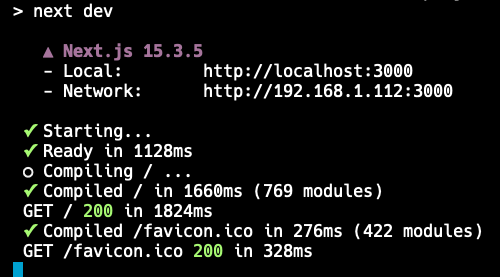 > next dev
▲ Next.js 15.3.5
- Local: http://localhost:3000
- Network: http://192.168.1.112:3000
✓ Starting...
✓ Ready in 1128ms
○ Compiling / ...
✓ Compiled / in 1660ms (769 modules)
GET / 200 in 1824ms
✓ Compiled /favicon.ico in 276ms (422 modules)
GET /favicon.ico 200 in 328ms